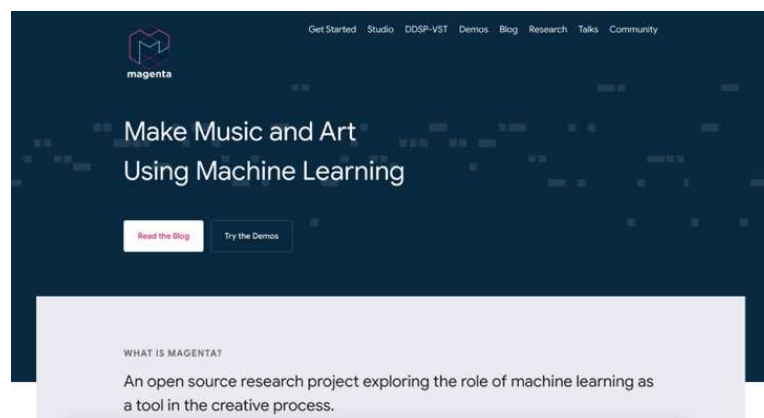 Get Started Studio DDSP-VST Demos Blog Research Talks Community
magenta
Make Music and Art
Using Machine Learning
Read the Blog Try the Demos
WHAT IS MAGENTA?
An open source research project exploring the role of machine learning as
a tool in the creative process.